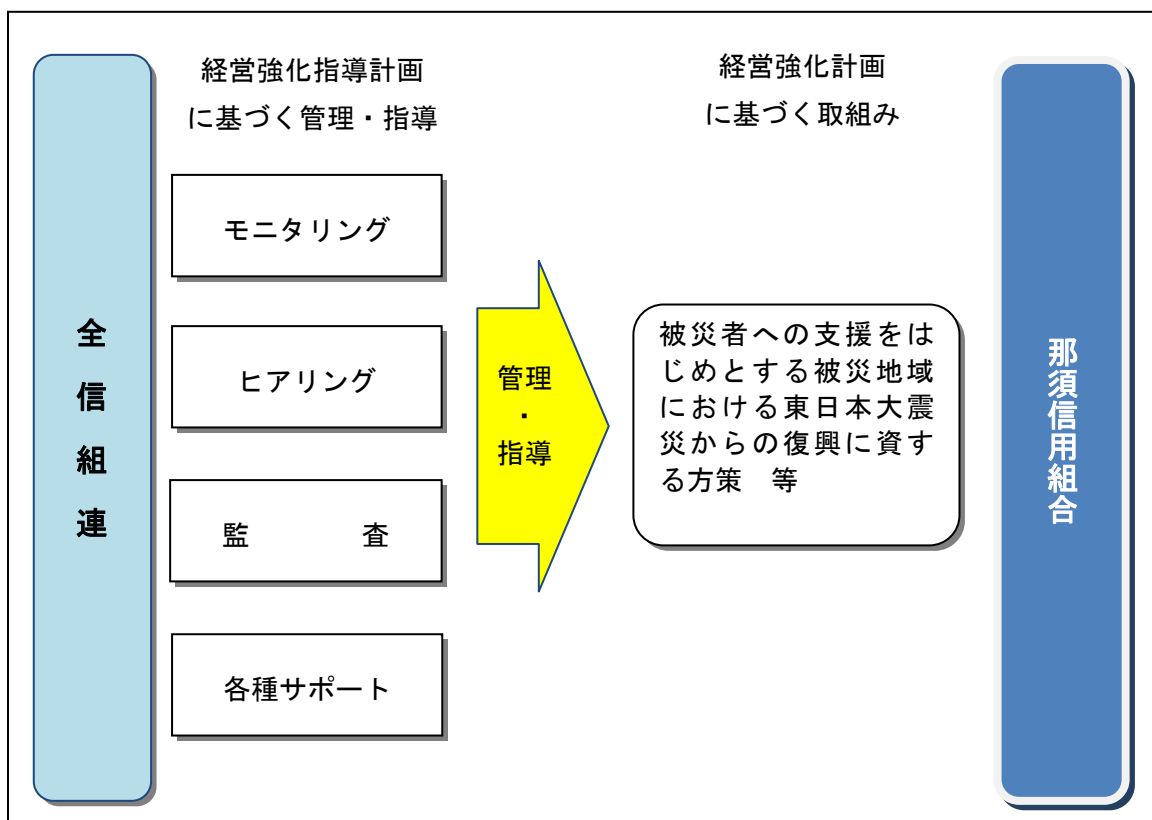 経営強化指導計画
に基づく管理・指導
経営強化計画
に基づく取組み
全信組連
モニタリング
ヒアリング
監　　　査
各種サポート
管理
・
指導
被災者への支援をは
じめとする被災地域
における東日本大震
災からの復興に資す
る方策　等
那須信用組合